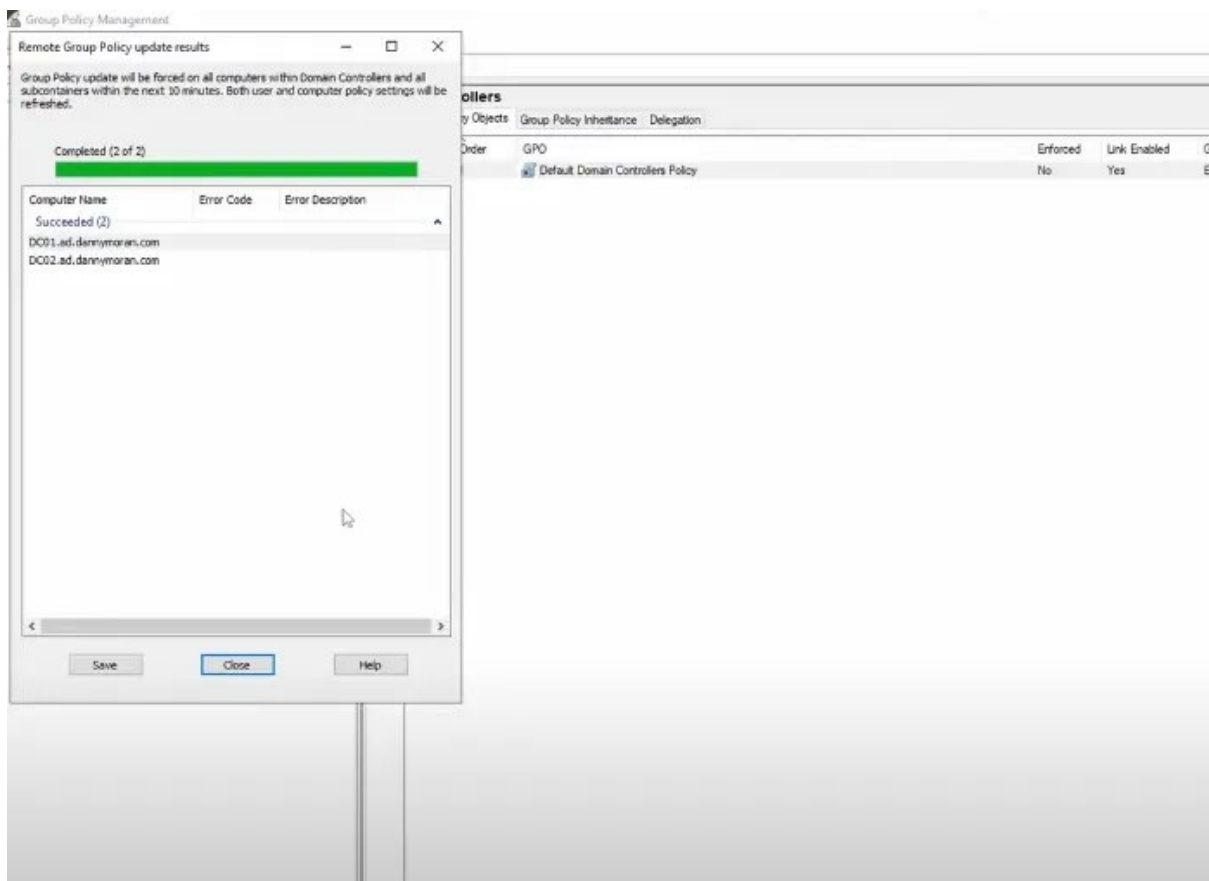 Group Policy Management
Remote Group Policy update results
Group Policy update will be forced on all computers within Domain Controllers and all
subcontainers within the next 10 minutes. Both user and computer policy settings will be
refreshed.
Completed (2 of 2)
Computer Name Error Code Error Description
Succeeded (2)
DC01.ad.dannymoran.com
DC02.ad.dannymoran.com
Save Close Help
ollers
y Objects Group Policy Inheritance Delegation
Order GPO Enforced Link Enabled
Default Domain Controllers Policy No Yes